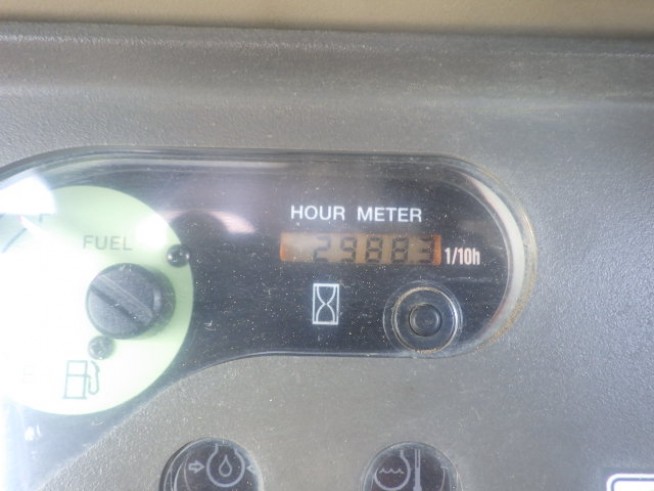 HOUR METER
29883 1/10h
FUEL
F